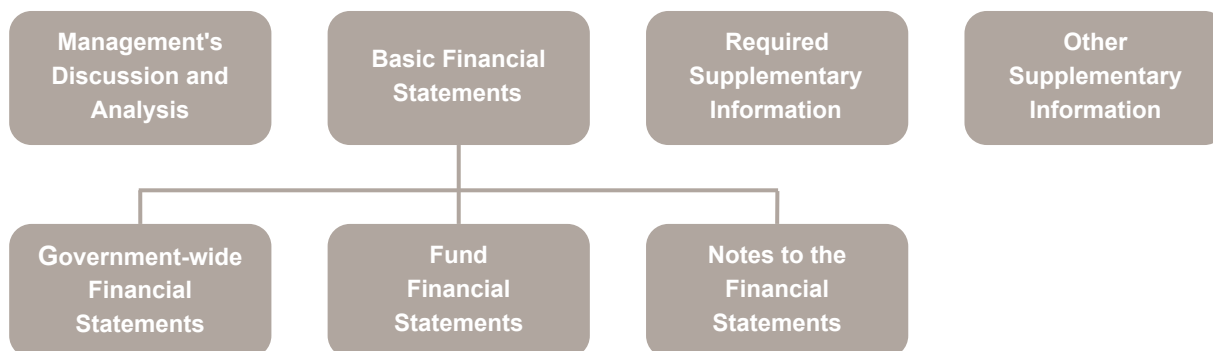 Management's
Discussion and
Analysis
Basic Financial
Statements
Required
Supplementary
Information
Other
Supplementary
Information
Government-wide
Financial
Statements
Fund
Financial
Statements
Notes to the
Financial
Statements